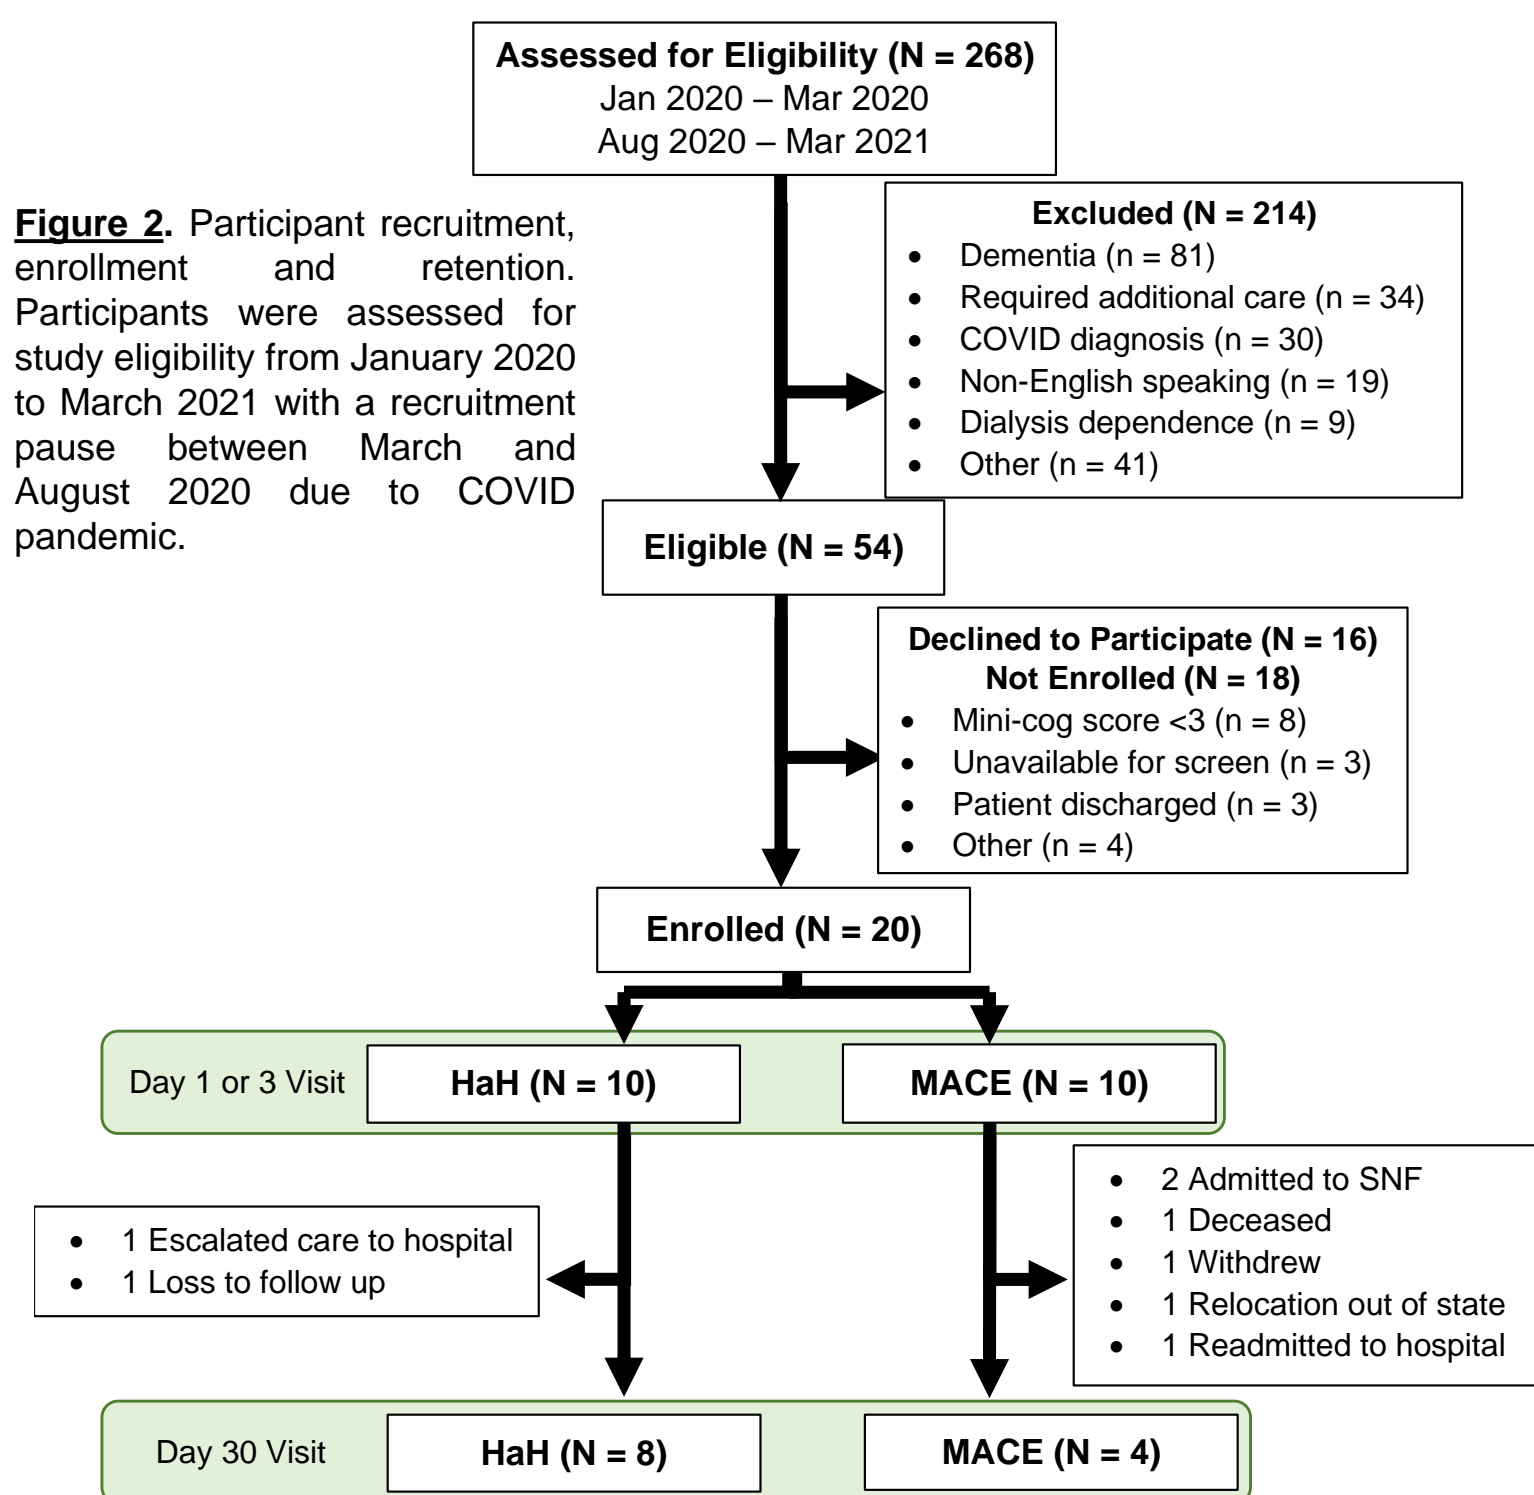 Assessed for Eligibility (N = 268)
Jan 2020 – Mar 2020
Aug 2020 – Mar 2021
Figure 2. Participant recruitment,
enrollment and retention.
Participants were assessed for
study eligibility from January 2020
to March 2021 with a recruitment
pause between March and
August 2020 due to COVID
pandemic.
Excluded (N = 214)
• Dementia (n = 81)
• Required additional care (n = 34)
• COVID diagnosis (n = 30)
• Non-English speaking (n = 19)
• Dialysis dependence (n = 9)
• Other (n = 41)
Eligible (N = 54)
Declined to Participate (N = 16)
Not Enrolled (N = 18)
• Mini-cog score <3 (n = 8)
• Unavailable for screen (n = 3)
• Patient discharged (n = 3)
• Other (n = 4)
Enrolled (N = 20)
Day 1 or 3 Visit
HaH (N = 10)
MACE (N = 10)
• 1 Escalated care to hospital
• 1 Loss to follow up
• 2 Admitted to SNF
• 1 Deceased
• 1 Withdrew
• 1 Relocation out of state
• 1 Readmitted to hospital
Day 30 Visit
HaH (N = 8)
MACE (N = 4)